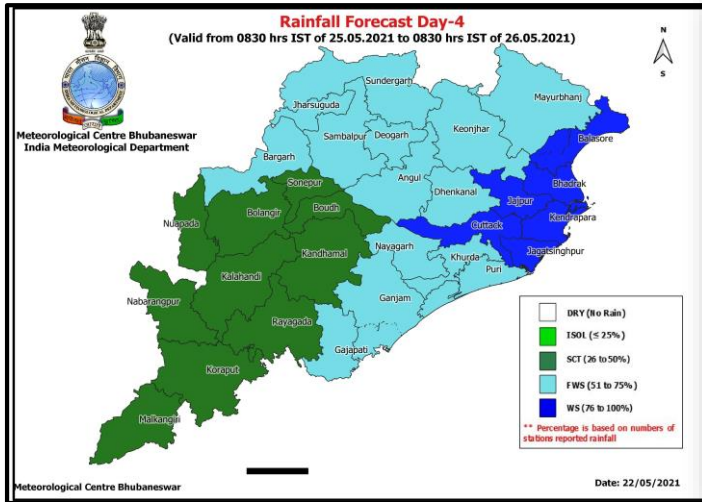 Rainfall Forecast Day-4
(Valid from 0830 hrs IST of 25.05.2021 to 0830 hrs IST of 26.05.2021)
N
S
Meteorological Centre Bhubaneswar
India Meteorological Department
Sundergarh
Jharsuguda
Mayurbhanj
Sambalpur
Deogarh
Keonjhar
Balasore
Bargarh
Angul
Sonepur
Dhenkanal
Bhadrak
Jajpur
Boudh
Bolangir
Nuapada
Kendrapara
Cuttack
Nayagarh
Kandhamal
Khurda
Jagatsinghpur
Puri
Kalahandi
Nabarangpur
Ganjam
Rayagada
Gajapati
Koraput
Malkangiri
DRY (No Rain)
ISOL (≤ 25%)
SCT (26 to 50%)
FWS (51 to 75%)
WS (76 to 100%)
** Percentage is based on numbers of
stations reported rainfall
Meteorological Centre Bhubaneswar
Date: 22/05/2021